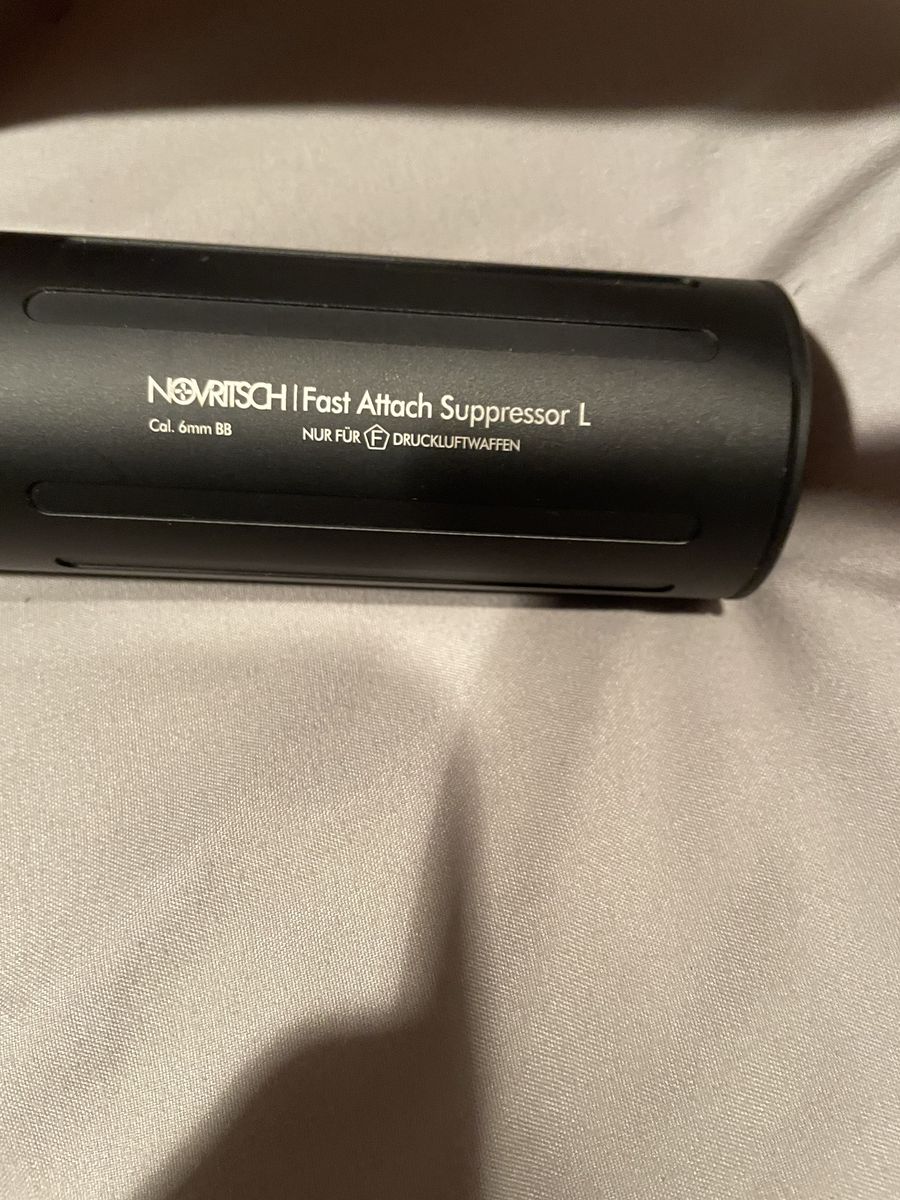 NOVRITSCH | Fast Attach Suppressor L
Cal. 6mm BB NUR FÜR F DRUCKLUFTWAFFEN